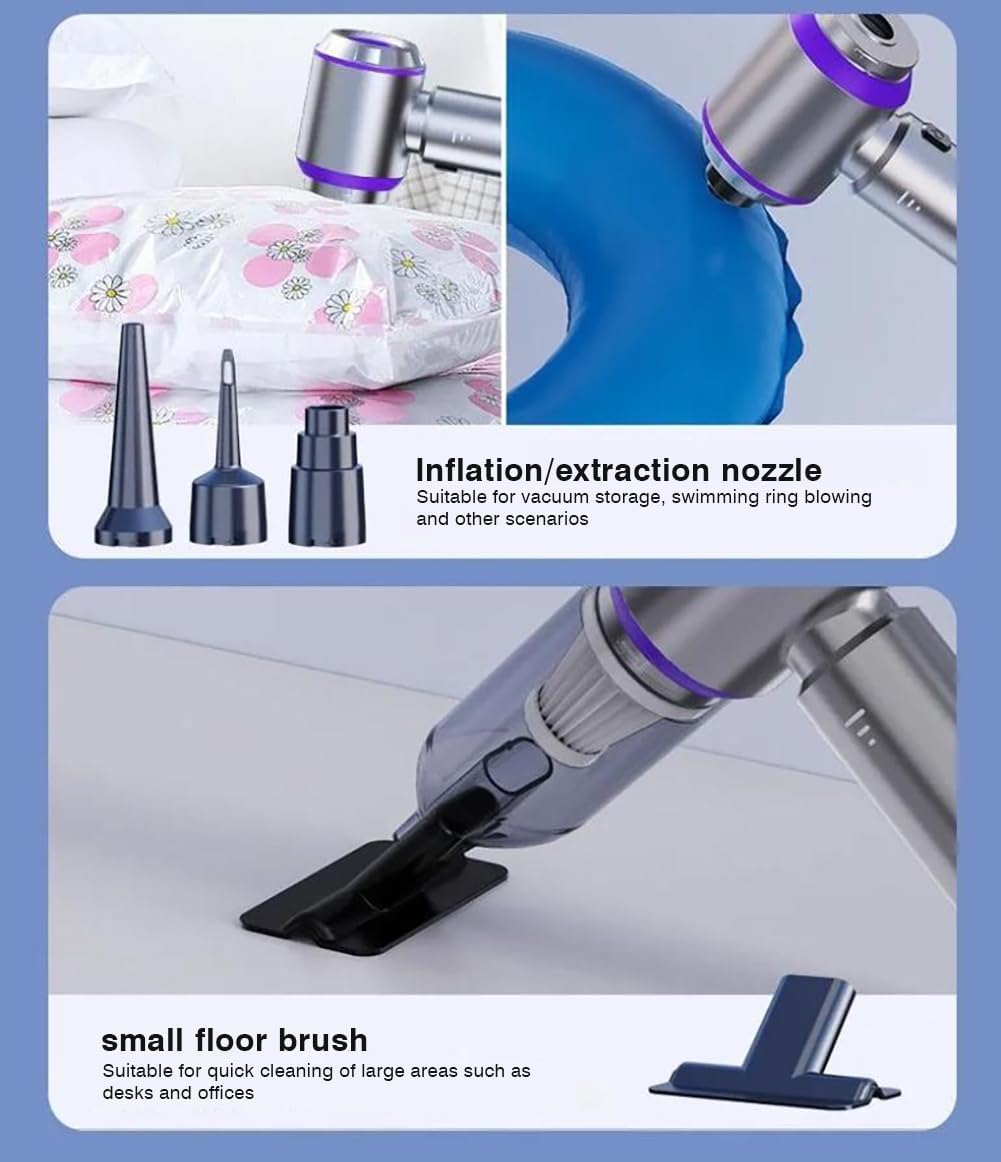 Inflation/extraction nozzle
Suitable for vacuum storage, swimming ring blowing
and other scenarios
small floor brush
Suitable for quick cleaning of large areas such as
desks and offices